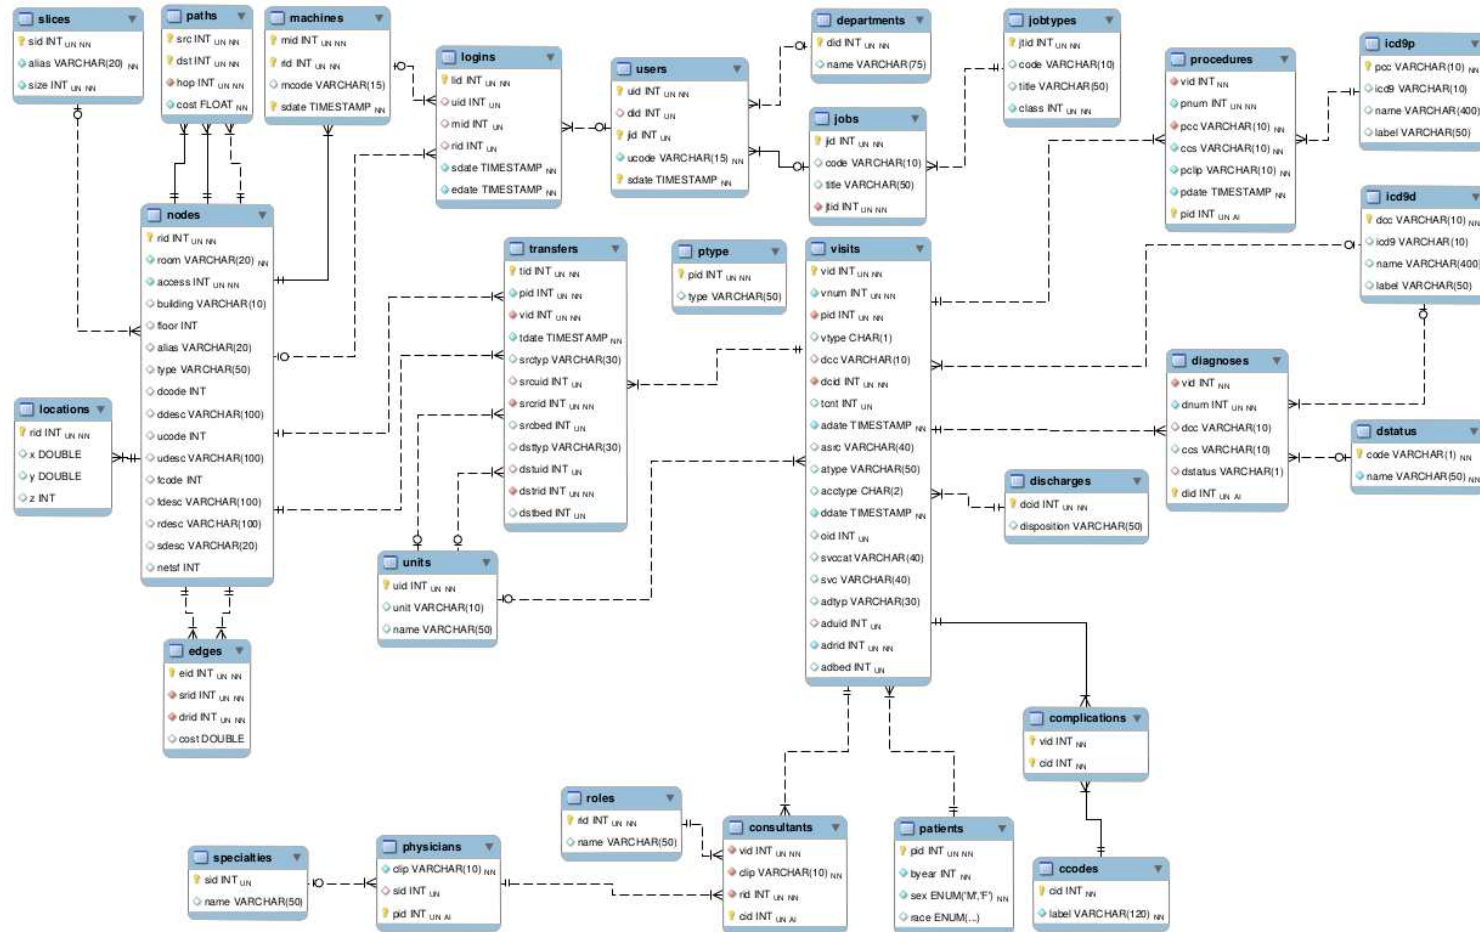 slices
sid INT UN NN
alias VARCHAR(20) NN
size INT UN NN
paths
src INT UN NN
dst INT UN NN
hop INT UN NN
cost FLOAT NN
machines
mid INT UN NN
rid INT UN NN
mcode VARCHAR(15)
sdate TIMESTAMP NN
logins
lid INT UN NN
uid INT UN
mid INT UN
rid INT UN
sdate TIMESTAMP NN
edate TIMESTAMP NN
users
uid INT UN NN
did INT UN
jid INT UN
ucode VARCHAR(15) NN
sdate TIMESTAMP NN
departments
did INT UN NN
name VARCHAR(75)
jobs
jid INT UN NN
code VARCHAR(10)
title VARCHAR(50)
jtid INT UN NN
jobtypes
jtid INT UN NN
code VARCHAR(10)
title VARCHAR(50)
class INT UN NN
procedures
vid INT NN
pnum INT UN NN
pcc VARCHAR(10) NN
ccs VARCHAR(10) NN
pclip VARCHAR(10) NN
pdate TIMESTAMP NN
pid INT UN AI
icd9p
pcc VARCHAR(10) NN
icd9 VARCHAR(10)
name VARCHAR(400)
label VARCHAR(50)
icd9d
dcc VARCHAR(10) NN
icd9 VARCHAR(10)
name VARCHAR(400)
label VARCHAR(50)
nodes
rid INT UN NN
room VARCHAR(20) NN
access INT UN NN
building VARCHAR(10)
floor INT
alias VARCHAR(20)
type VARCHAR(50)
dcode INT
ddesc VARCHAR(100)
ucode INT
udesc VARCHAR(100)
fcode INT
fdesc VARCHAR(100)
rdesc VARCHAR(100)
sdesc VARCHAR(20)
netsf INT
transfers
tid INT UN NN
pid INT UN NN
vid INT UN NN
tdate TIMESTAMP NN
srctyp VARCHAR(30)
srcuid INT UN
srcrid INT UN NN
srcbed INT UN
dsttyp VARCHAR(30)
dstuid INT UN
dstrid INT UN NN
dstbed INT UN
ptype
pid INT UN NN
type VARCHAR(50)
visits
vid INT UN NN
vnum INT UN NN
pid INT UN NN
vtype CHAR(1)
dcc VARCHAR(10)
dcid INT UN NN
tcnt INT UN
adate TIMESTAMP NN
asrc VARCHAR(40)
atype VARCHAR(50)
acctype CHAR(2)
ddate TIMESTAMP NN
oid INT UN
svccat VARCHAR(40)
svc VARCHAR(40)
adtyp VARCHAR(30)
aduid INT UN
adrid INT UN NN
adbed INT UN
diagnoses
vid INT NN
dnum INT UN NN
dcc VARCHAR(10)
ccs VARCHAR(10)
dstatus VARCHAR(1)
did INT UN AI
dstatus
code VARCHAR(1) NN
name VARCHAR(50) NN
locations
rid INT UN NN
x DOUBLE
y DOUBLE
z INT
discharges
dcid INT UN NN
disposition VARCHAR(50)
units
uid INT UN NN
unit VARCHAR(10)
name VARCHAR(50)
edges
eid INT UN NN
srid INT UN NN
drid INT UN NN
cost DOUBLE
complications
vid INT NN
cid INT NN
roles
rid INT UN NN
name VARCHAR(50)
consultants
vid INT UN NN
clip VARCHAR(10) NN
rid INT UN NN
cid INT UN AI
patients
pid INT UN NN
byear INT NN
sex ENUM('M','F') NN
race ENUM(...)
specialties
sid INT UN
name VARCHAR(50)
physicians
clip VARCHAR(10) NN
sid INT UN
pid INT UN AI
ccodes
cid INT NN
label VARCHAR(120) NN